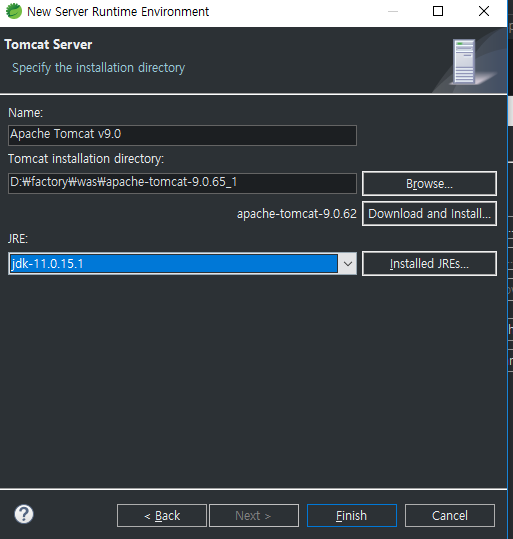 New Server Runtime Environment
Tomcat Server
Specify the installation directory
Name:
Apache Tomcat v9.0
Tomcat installation directory:
D:₩factory₩was₩apache-tomcat-9.0.65_1
Browse...
apache-tomcat-9.0.62
Download and Install...
JRE:
jdk-11.0.15.1
Installed JREs...
< Back
Next >
Finish
Cancel